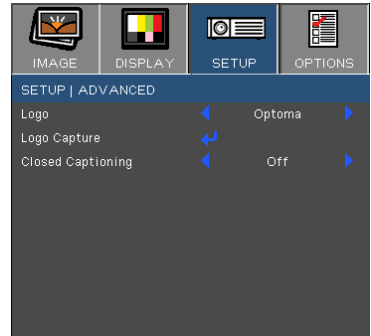 IMAGE DISPLAY SETUP OPTIONS
SETUP | ADVANCED
Logo Optoma
Logo Capture
Closed Captioning Off